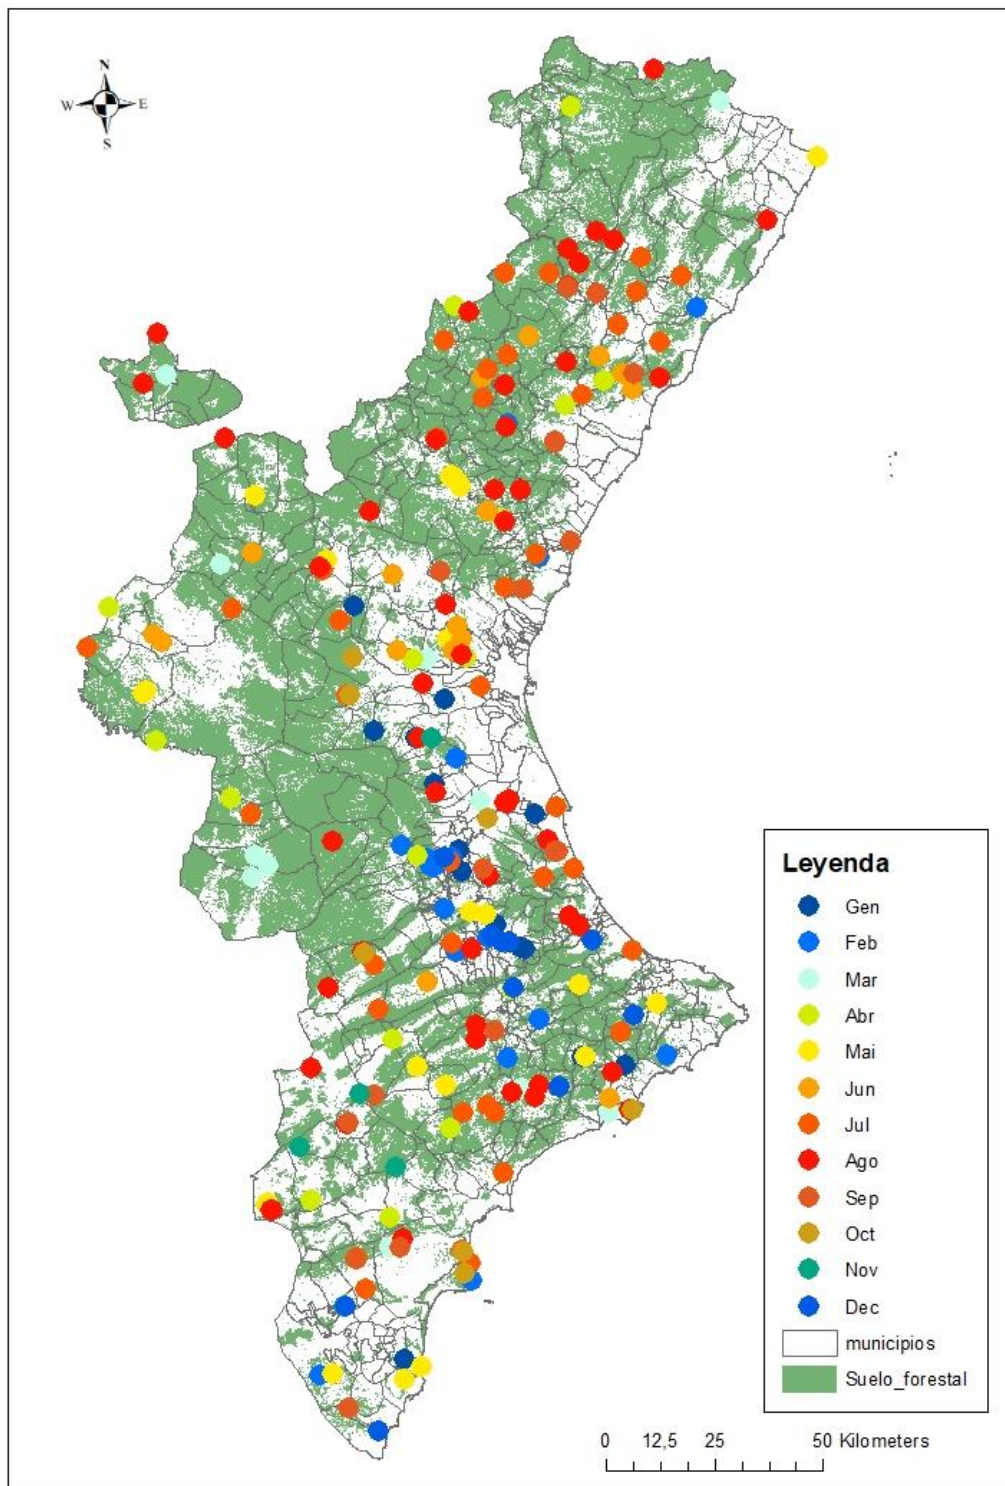 N
W E
S
Leyenda
Gen
Feb
Mar
Abr
Mai
Jun
Jul
Ago
Sep
Oct
Nov
Dec
municipios
Suelo_forestal
0 12,5 25 50 Kilometers